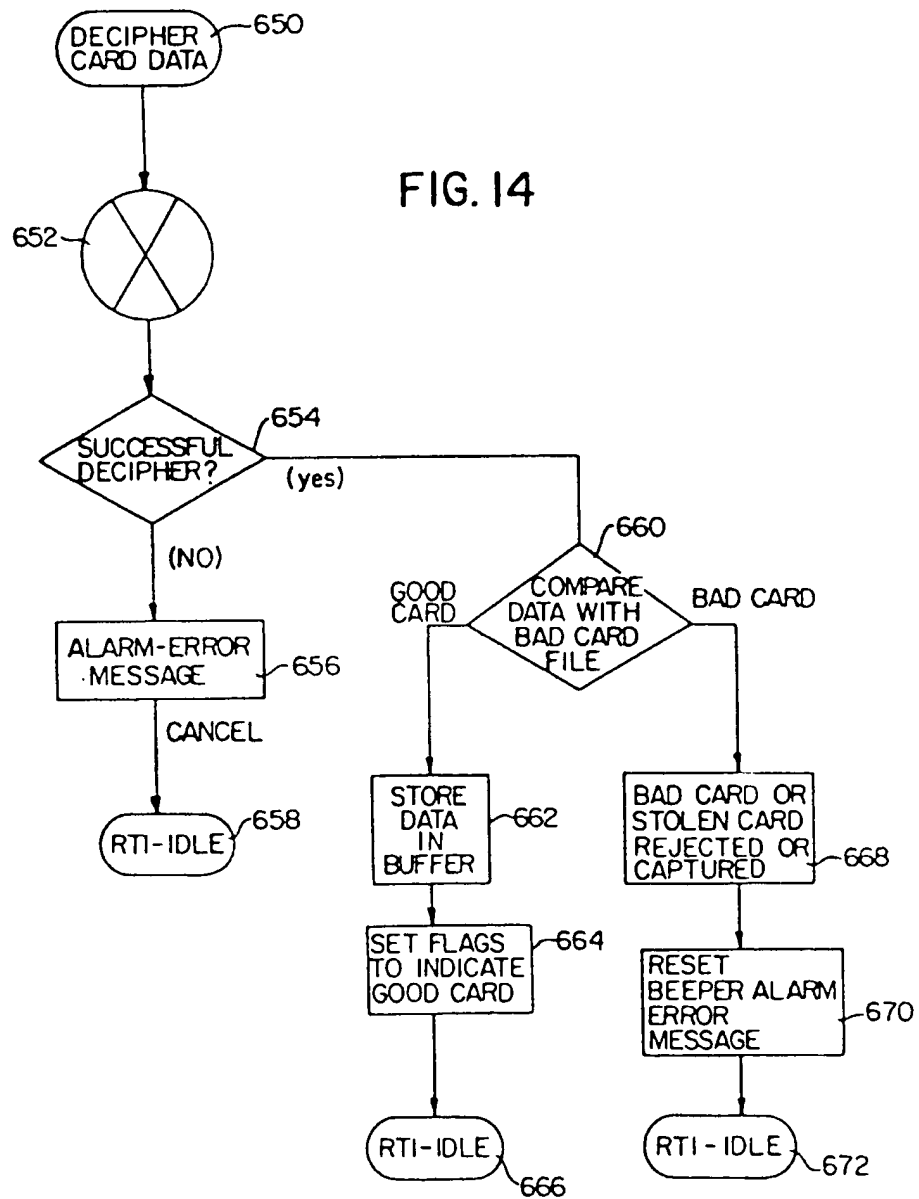 DECIPHER
CARD DATA
650
FIG. 14
652
654
SUCCESSFUL
DECIPHER?
(yes)
(NO)
660
COMPARE
DATA WITH
BAD CARD
FILE
GOOD
CARD
BAD CARD
ALARM-ERROR
MESSAGE
656
CANCEL
RTI-IDLE
658
STORE
DATA
IN
BUFFER
662
BAD CARD OR
STOLEN CARD
REJECTED OR
CAPTURED
668
SET FLAGS
TO INDICATE
GOOD CARD
664
RESET
BEEPER ALARM
ERROR
MESSAGE
670
RTI-IDLE
666
RTI-IDLE
672